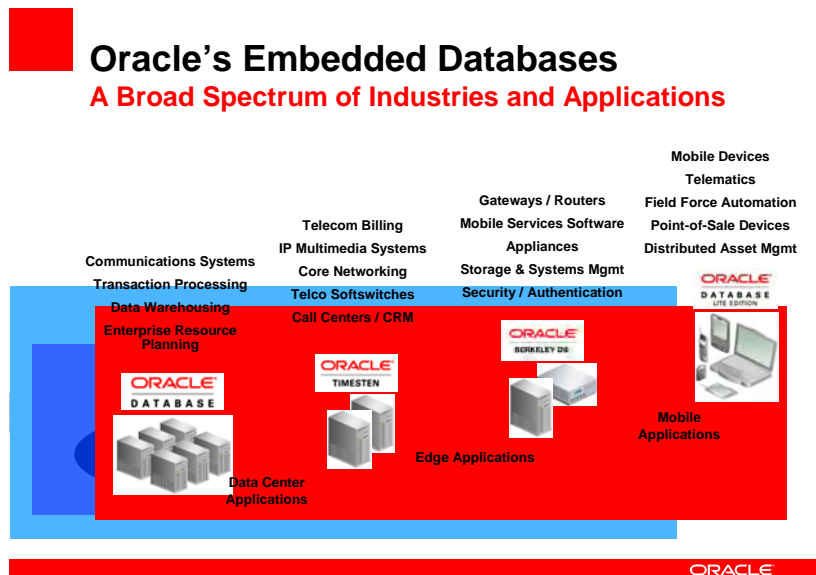 Oracle's Embedded Databases
A Broad Spectrum of Industries and Applications
Communications Systems
Transaction Processing
Data Warehousing
Enterprise Resource
Planning
ORACLE
DATABASE
Data Center
Applications
Telecom Billing
IP Multimedia Systems
Core Networking
Telco Softswitches
Call Centers / CRM
ORACLE
TIMESTEN
Edge Applications
Gateways / Routers
Mobile Services Software
Appliances
Storage & Systems Mgmt
Security / Authentication
ORACLE
BERKELEY DB
Mobile Devices
Telematics
Field Force Automation
Point-of-Sale Devices
Distributed Asset Mgmt
ORACLE
DATABASE
LITE EDITION
Mobile
Applications
ORACLE